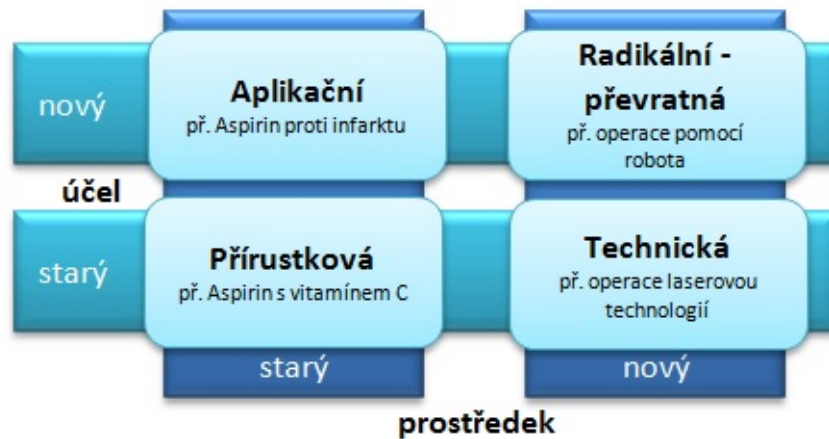 nový
Aplikační
př. Aspirin proti infarktu
Radikální -
převratná
př. operace pomocí
robota
účel
starý
Přírustková
př. Aspirin s vitamínem C
Technická
př. operace laserovou
technologií
starý
nový
prostředek